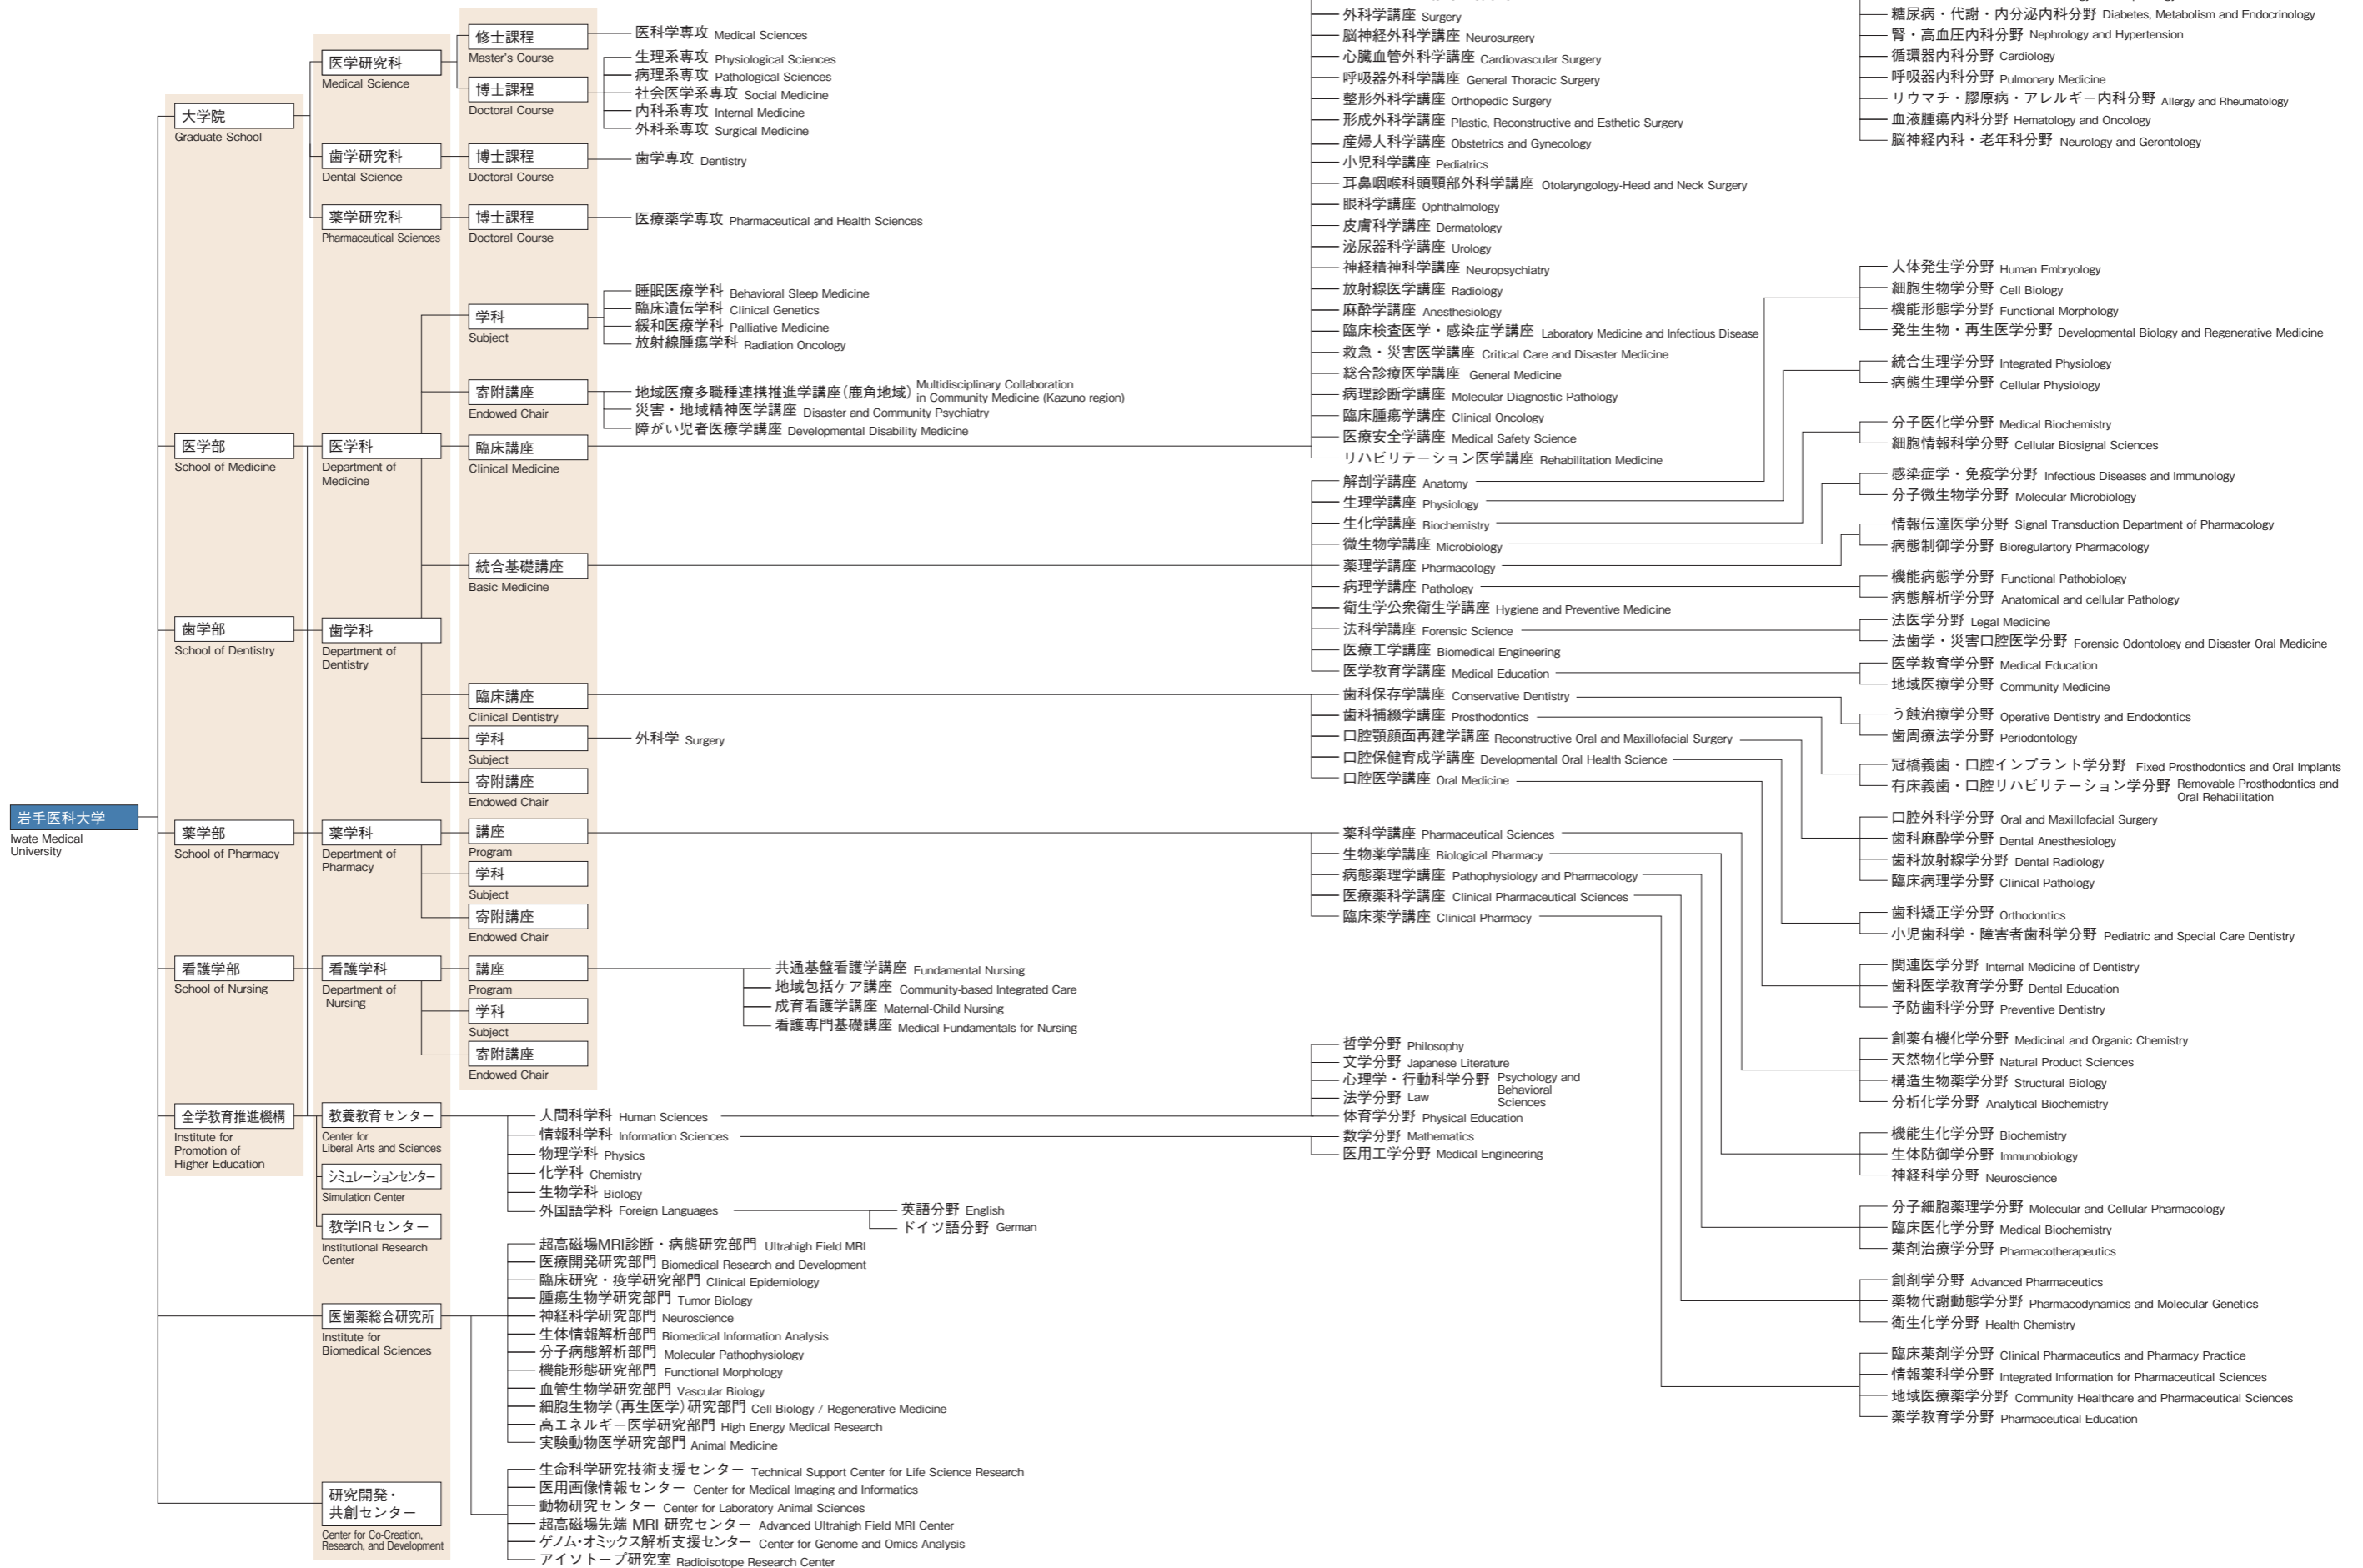 岩手医科大学
Iwate Medical
University
大学院
Graduate School
医学研究科
Medical Science
修士課程
Master's Course
医科学専攻 Medical Sciences
博士課程
Doctoral Course
生理系専攻 Physiological Sciences
病理系専攻 Pathological Sciences
社会医学系専攻 Social Medicine
内科系専攻 Internal Medicine
外科系専攻 Surgical Medicine
歯学研究科
Dental Science
博士課程
Doctoral Course
歯学専攻 Dentistry
薬学研究科
Pharmaceutical Sciences
博士課程
Doctoral Course
医療薬学専攻 Pharmaceutical and Health Sciences
医学部
School of Medicine
医学科
Department of
Medicine
学科
Subject
睡眠医療学科 Behavioral Sleep Medicine
臨床遺伝学科 Clinical Genetics
緩和医療学科 Palliative Medicine
放射線腫瘍学科 Radiation Oncology
寄附講座
Endowed Chair
地域医療多職種連携推進学講座(鹿角地域) Multidisciplinary Collaboration
in Community Medicine (Kazuno region)
災害・地域精神医学講座 Disaster and Community Psychiatry
障がい児者医療学講座 Developmental Disability Medicine
臨床講座
Clinical Medicine
外科学講座 Surgery
脳神経外科学講座 Neurosurgery
心臓血管外科学講座 Cardiovascular Surgery
呼吸器外科学講座 General Thoracic Surgery
整形外科学講座 Orthopedic Surgery
形成外科学講座 Plastic, Reconstructive and Esthetic Surgery
産婦人科学講座 Obstetrics and Gynecology
小児科学講座 Pediatrics
耳鼻咽喉科頭頸部外科学講座 Otolaryngology-Head and Neck Surgery
眼科学講座 Ophthalmology
皮膚科学講座 Dermatology
泌尿器科学講座 Urology
神経精神科学講座 Neuropsychiatry
放射線医学講座 Radiology
麻酔学講座 Anesthesiology
臨床検査医学・感染症学講座 Laboratory Medicine and Infectious Disease
救急・災害医学講座 Critical Care and Disaster Medicine
総合診療医学講座 General Medicine
病理診断学講座 Molecular Diagnostic Pathology
臨床腫瘍学講座 Clinical Oncology
医療安全学講座 Medical Safety Science
リハビリテーション医学講座 Rehabilitation Medicine
糖尿病・代謝・内分泌内科分野 Diabetes, Metabolism and Endocrinology
腎・高血圧内科分野 Nephrology and Hypertension
循環器内科分野 Cardiology
呼吸器内科分野 Pulmonary Medicine
リウマチ・膠原病・アレルギー内科分野 Allergy and Rheumatology
血液腫瘍内科分野 Hematology and Oncology
脳神経内科・老年科分野 Neurology and Gerontology
統合基礎講座
Basic Medicine
解剖学講座 Anatomy
生理学講座 Physiology
生化学講座 Biochemistry
微生物学講座 Microbiology
薬理学講座 Pharmacology
病理学講座 Pathology
衛生学公衆衛生学講座 Hygiene and Preventive Medicine
法科学講座 Forensic Science
医療工学講座 Biomedical Engineering
医学教育学講座 Medical Education
人体発生学分野 Human Embryology
細胞生物学分野 Cell Biology
機能形態学分野 Functional Morphology
発生生物・再生医学分野 Developmental Biology and Regenerative Medicine
統合生理学分野 Integrated Physiology
病態生理学分野 Cellular Physiology
分子医化学分野 Medical Biochemistry
細胞情報科学分野 Cellular Biosignal Sciences
感染症学・免疫学分野 Infectious Diseases and Immunology
分子微生物学分野 Molecular Microbiology
情報伝達医学分野 Signal Transduction Department of Pharmacology
病態制御学分野 Bioregulartory Pharmacology
機能病態学分野 Functional Pathobiology
病態解析学分野 Anatomical and cellular Pathology
法医学分野 Legal Medicine
法歯学・災害口腔医学分野 Forensic Odontology and Disaster Oral Medicine
医学教育学分野 Medical Education
地域医療学分野 Community Medicine
歯学部
School of Dentistry
歯学科
Department of
Dentistry
臨床講座
Clinical Dentistry
学科
Subject
外科学 Surgery
寄附講座
Endowed Chair
歯科保存学講座 Conservative Dentistry
歯科補綴学講座 Prosthodontics
口腔顎顔面再建学講座 Reconstructive Oral and Maxillofacial Surgery
口腔保健育成学講座 Developmental Oral Health Science
口腔医学講座 Oral Medicine
う蝕治療学分野 Operative Dentistry and Endodontics
歯周療法学分野 Periodontology
冠橋義歯・口腔インプラント学分野 Fixed Prosthodontics and Oral Implants
有床義歯・口腔リハビリテーション学分野 Removable Prosthodontics and
Oral Rehabilitation
口腔外科学分野 Oral and Maxillofacial Surgery
歯科麻酔学分野 Dental Anesthesiology
歯科放射線学分野 Dental Radiology
臨床病理学分野 Clinical Pathology
歯科矯正学分野 Orthodontics
小児歯科学・障害者歯科学分野 Pediatric and Special Care Dentistry
関連医学分野 Internal Medicine of Dentistry
歯科医学教育学分野 Dental Education
予防歯科学分野 Preventive Dentistry
薬学部
School of Pharmacy
薬学科
Department of
Pharmacy
講座
Program
学科
Subject
寄附講座
Endowed Chair
薬科学講座 Pharmaceutical Sciences
生物薬学講座 Biological Pharmacy
病態薬理学講座 Pathophysiology and Pharmacology
医療薬科学講座 Clinical Pharmaceutical Sciences
臨床薬学講座 Clinical Pharmacy
創薬有機化学分野 Medicinal and Organic Chemistry
天然物化学分野 Natural Product Sciences
構造生物薬学分野 Structural Biology
分析化学分野 Analytical Biochemistry
機能生化学分野 Biochemistry
生体防御学分野 Immunobiology
神経科学分野 Neuroscience
分子細胞薬理学分野 Molecular and Cellular Pharmacology
臨床医化学分野 Medical Biochemistry
薬剤治療学分野 Pharmacotherapeutics
創剤学分野 Advanced Pharmaceutics
薬物代謝動態学分野 Pharmacodynamics and Molecular Genetics
衛生化学分野 Health Chemistry
臨床薬剤学分野 Clinical Pharmaceutics and Pharmacy Practice
情報薬科学分野 Integrated Information for Pharmaceutical Sciences
地域医療薬学分野 Community Healthcare and Pharmaceutical Sciences
薬学教育学分野 Pharmaceutical Education
看護学部
School of Nursing
看護学科
Department of
Nursing
講座
Program
学科
Subject
寄附講座
Endowed Chair
共通基盤看護学講座 Fundamental Nursing
地域包括ケア講座 Community-based Integrated Care
成育看護学講座 Maternal-Child Nursing
看護専門基礎講座 Medical Fundamentals for Nursing
全学教育推進機構
Institute for
Promotion of
Higher Education
教養教育センター
Center for
Liberal Arts and Sciences
シミュレーションセンター
Simulation Center
教学IRセンター
Institutional Research
Center
人間科学科 Human Sciences
情報科学科 Information Sciences
物理学科 Physics
化学科 Chemistry
生物学科 Biology
外国語学科 Foreign Languages
英語分野 English
ドイツ語分野 German
哲学分野 Philosophy
文学分野 Japanese Literature
心理学・行動科学分野 Psychology and
Behavioral
Sciences
法学分野 Law
体育学分野 Physical Education
数学分野 Mathematics
医用工学分野 Medical Engineering
医歯薬総合研究所
Institute for
Biomedical Sciences
超高磁場MRI診断・病態研究部門 Ultrahigh Field MRI
医療開発研究部門 Biomedical Research and Development
臨床研究・疫学研究部門 Clinical Epidemiology
腫瘍生物学研究部門 Tumor Biology
神経科学研究部門 Neuroscience
生体情報解析部門 Biomedical Information Analysis
分子病態解析部門 Molecular Pathophysiology
機能形態研究部門 Functional Morphology
血管生物学研究部門 Vascular Biology
細胞生物学(再生医学)研究部門 Cell Biology / Regenerative Medicine
高エネルギー医学研究部門 High Energy Medical Research
実験動物医学研究部門 Animal Medicine
生命科学研究技術支援センター Technical Support Center for Life Science Research
医用画像情報センター Center for Medical Imaging and Informatics
動物研究センター Center for Laboratory Animal Sciences
超高磁場先端 MRI 研究センター Advanced Ultrahigh Field MRI Center
ゲノム・オミックス解析支援センター Center for Genome and Omics Analysis
アイソトープ研究室 Radioisotope Research Center
研究開発・
共創センター
Center for Co-Creation,
Research, and Development